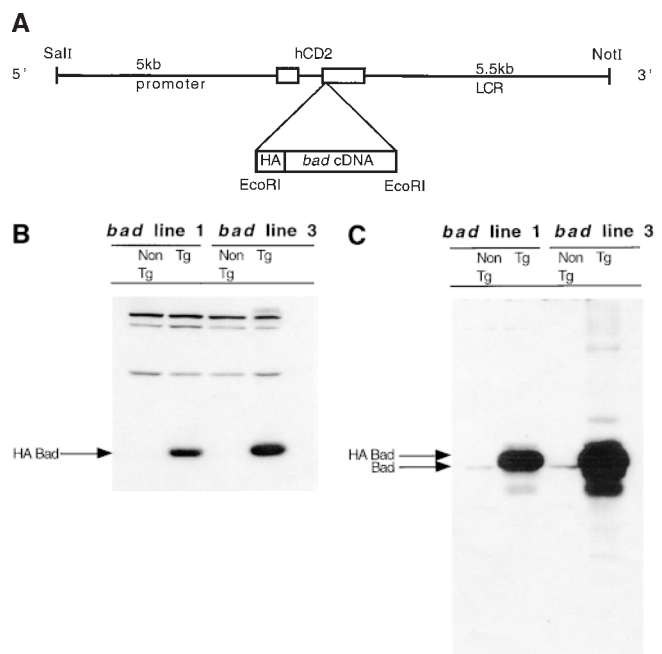 A
SalI hCD2 NotI
5' 5kb 5.5kb 3'
promoter LCR
HA bad cDNA
EcoRI EcoRI
B
bad line 1 bad line 3
Non Tg Non Tg
Tg Tg
HA Bad
C
bad line 1 bad line 3
Non Tg Non Tg
Tg Tg
HA Bad
Bad